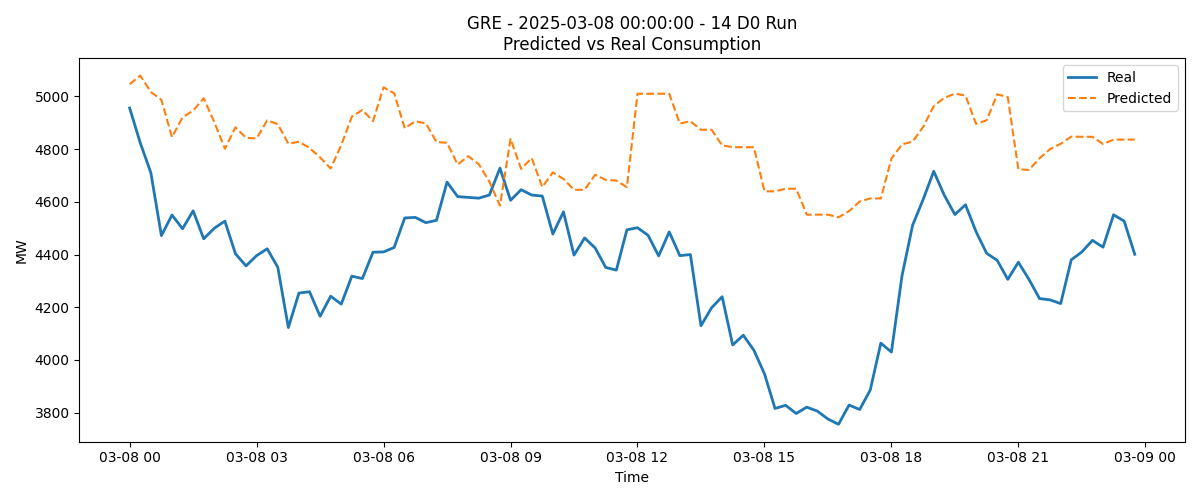 GRE - 2025-03-08 00:00:00 - 14 D0 Run
Predicted vs Real Consumption
Real
Predicted
MW
5000
4800
4600
4400
4200
4000
3800
03-08 00
03-08 03
03-08 06
03-08 09
03-08 12
03-08 15
03-08 18
03-08 21
03-09 00
Time